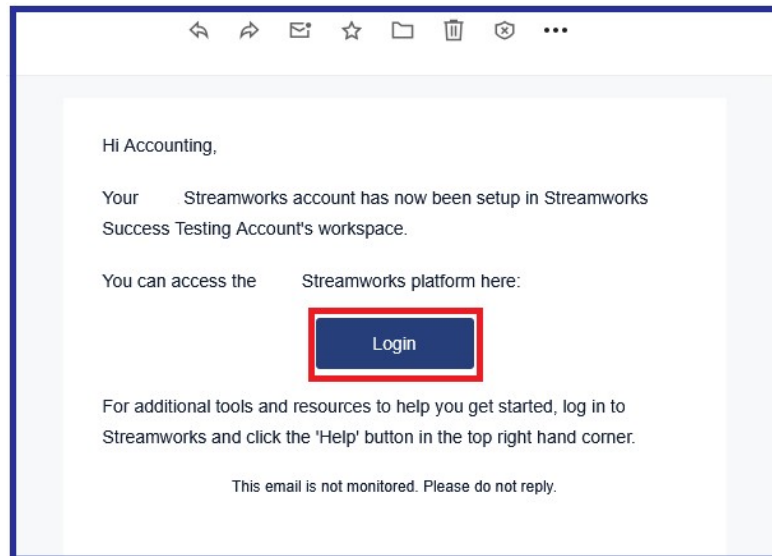 Hi Accounting,
Your Streamworks account has now been setup in Streamworks
Success Testing Account's workspace.
You can access the Streamworks platform here:
Login
For additional tools and resources to help you get started, log in to
Streamworks and click the 'Help' button in the top right hand corner.
This email is not monitored. Please do not reply.